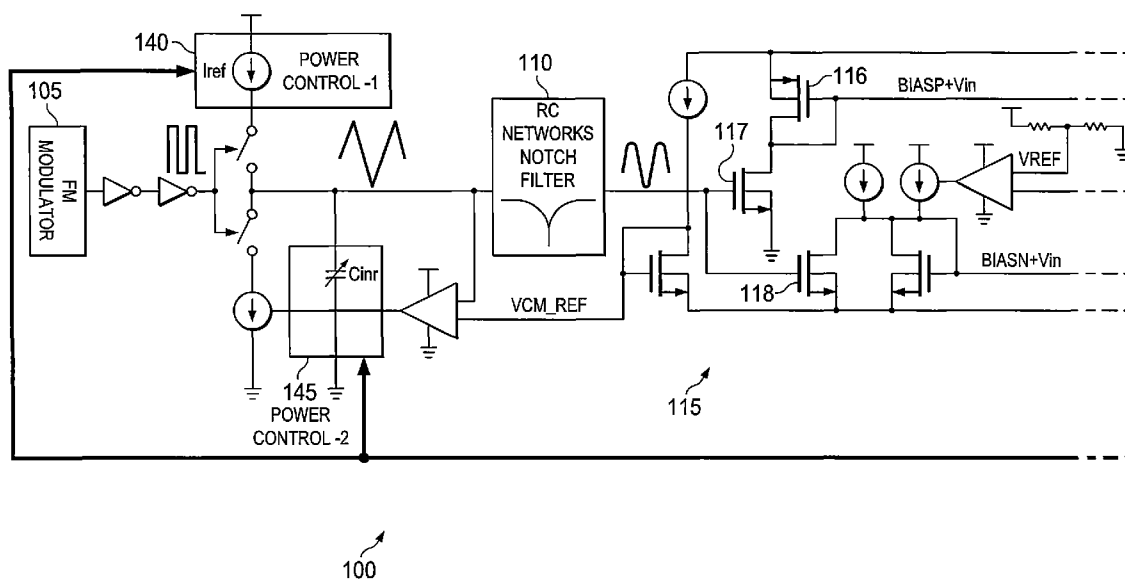 140
Iref
POWER
CONTROL -1
105
FM
MODULATOR
110
RC
NETWORKS
NOTCH
FILTER
116
BIASP+Vin
117
VREF
Cinr
VCM_REF
118
BIASN+Vin
145
POWER
CONTROL -2
115
100